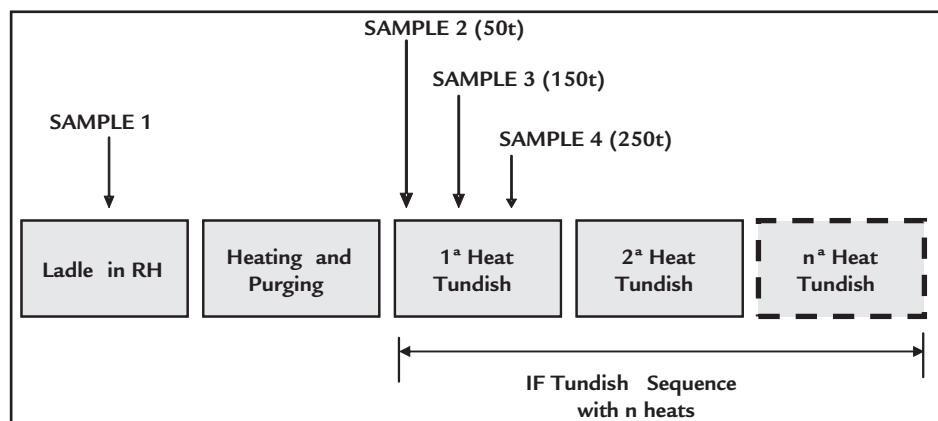 SAMPLE 2 (50t)
SAMPLE 3 (150t)
SAMPLE 1
SAMPLE 4 (250t)
Ladle in RH
Heating and
Purging
1ª Heat
Tundish
2ª Heat
Tundish
nª Heat
Tundish
IF Tundish Sequence
with n heats